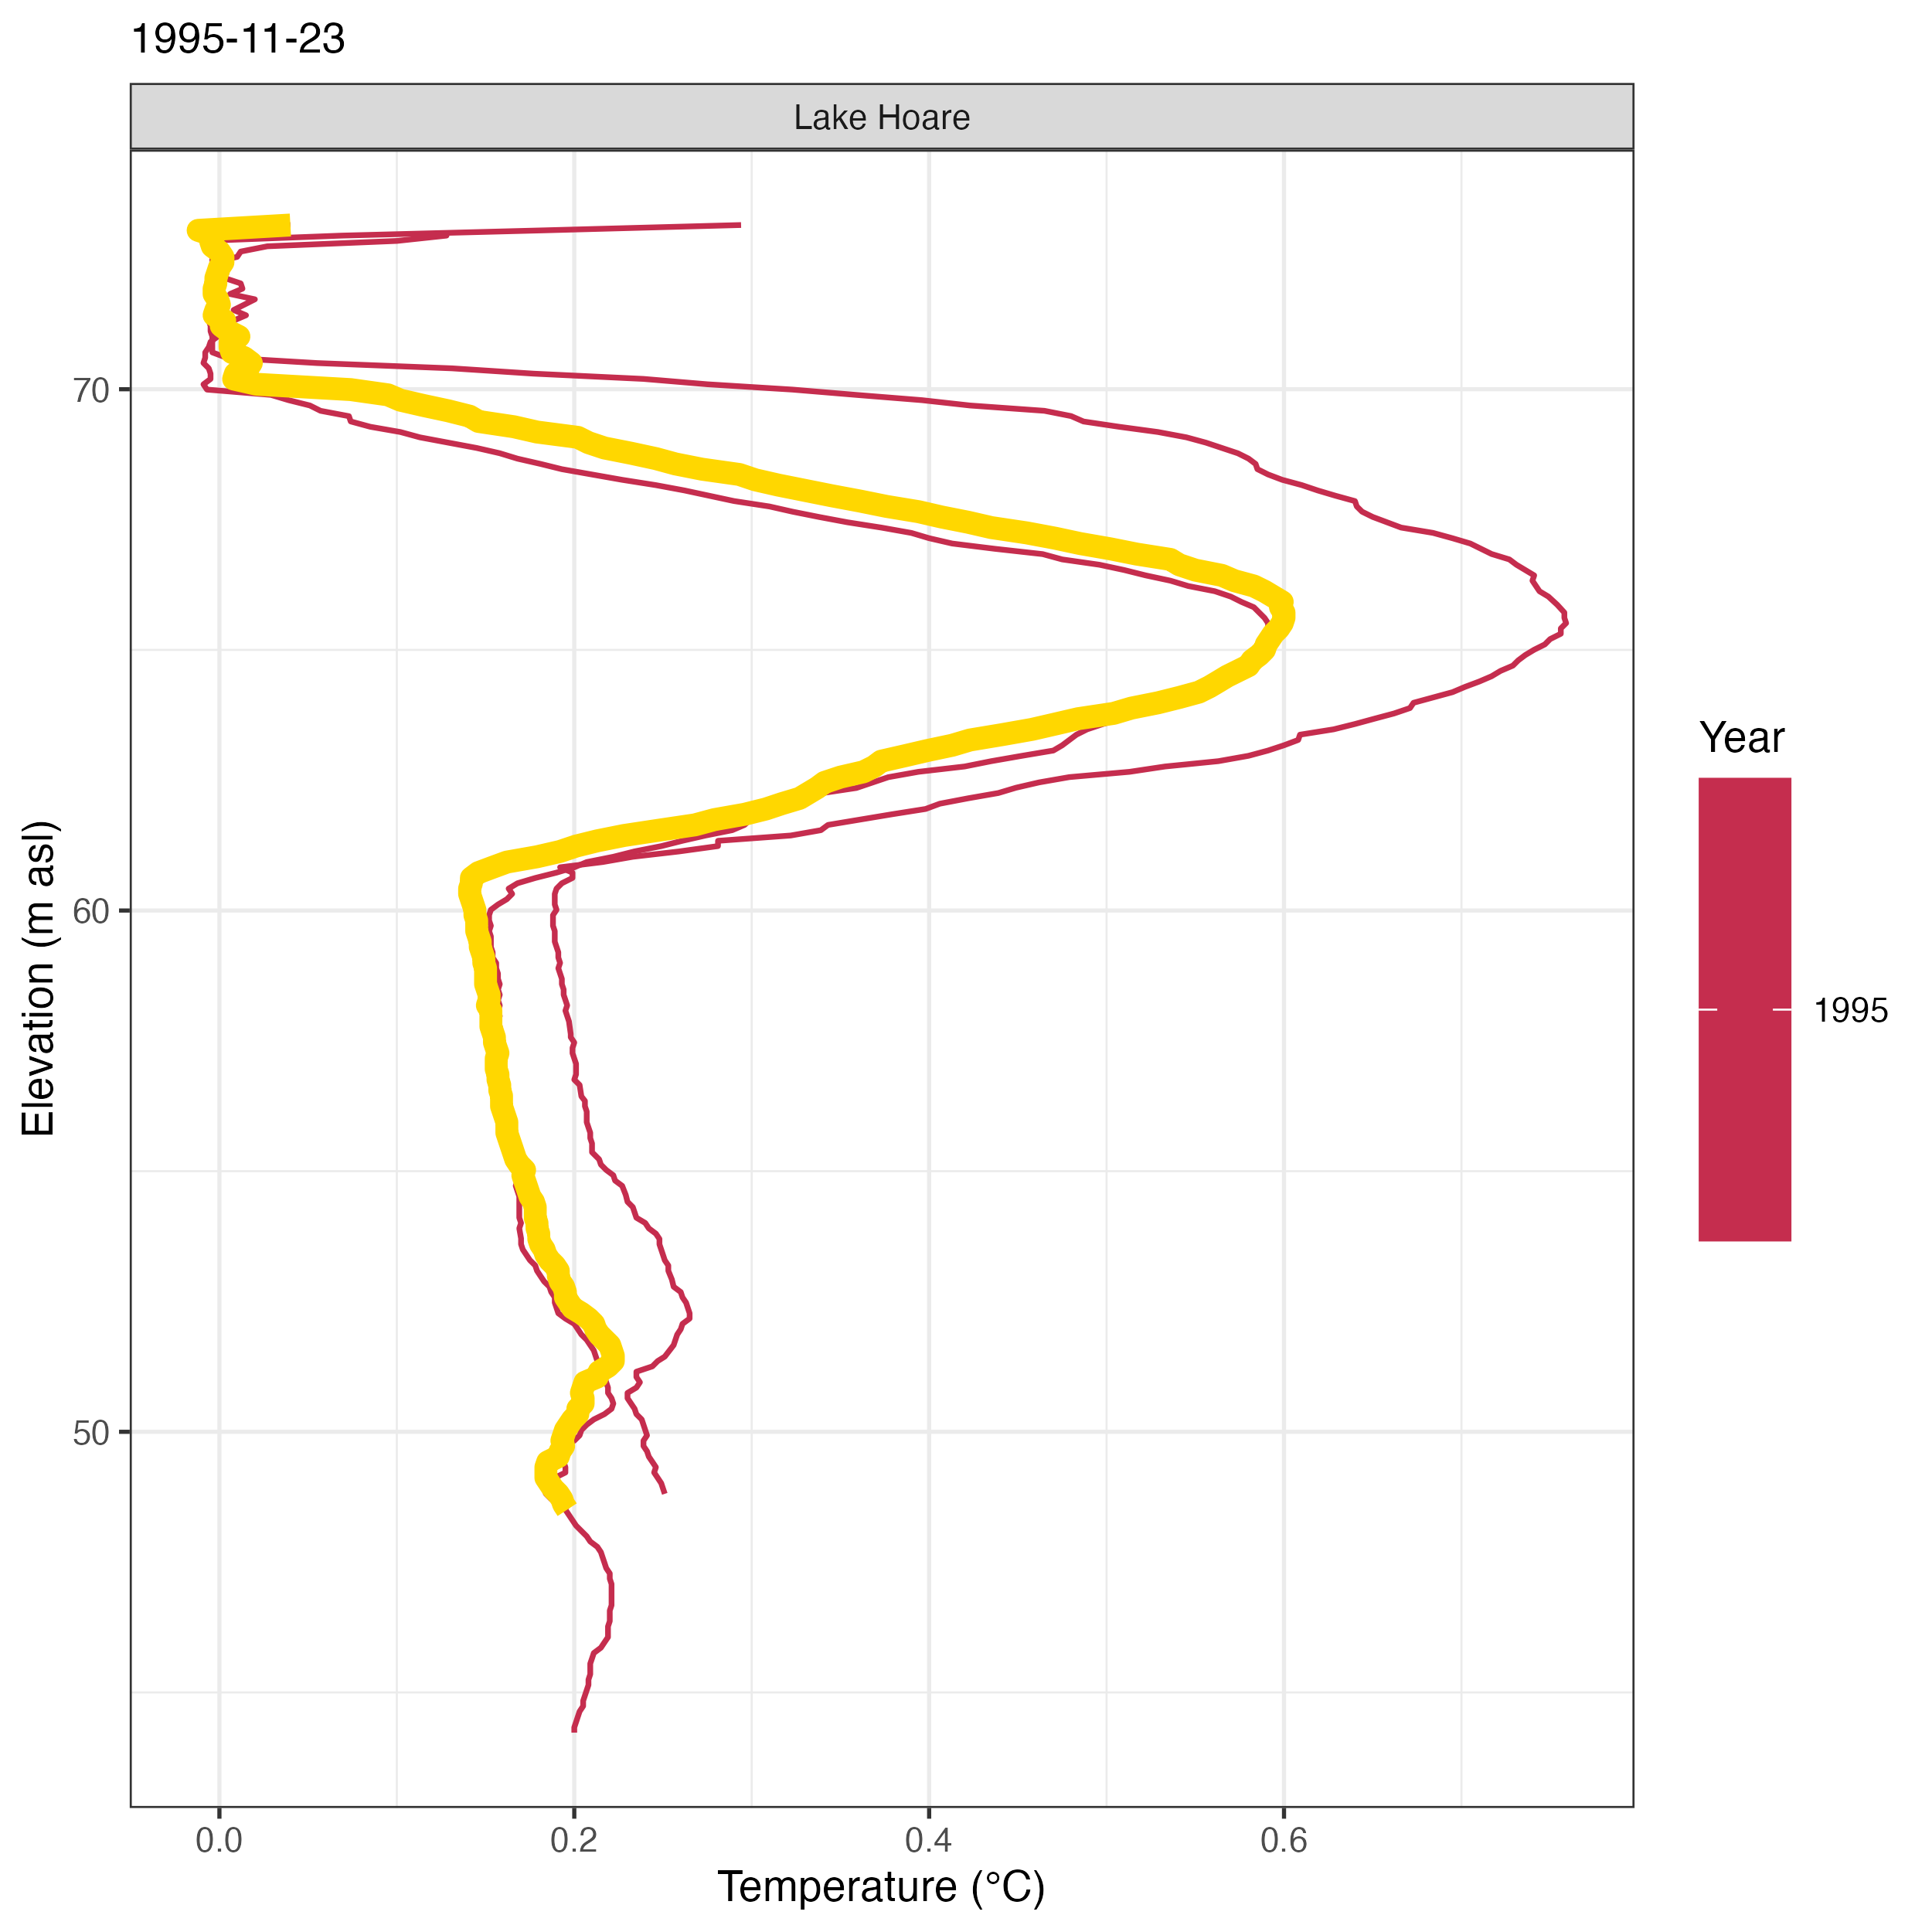 1995-11-23
Lake Hoare
70
60
50
Elevation (m asl)
0.0
0.2
0.4
0.6
Temperature (°C)
Year
1995